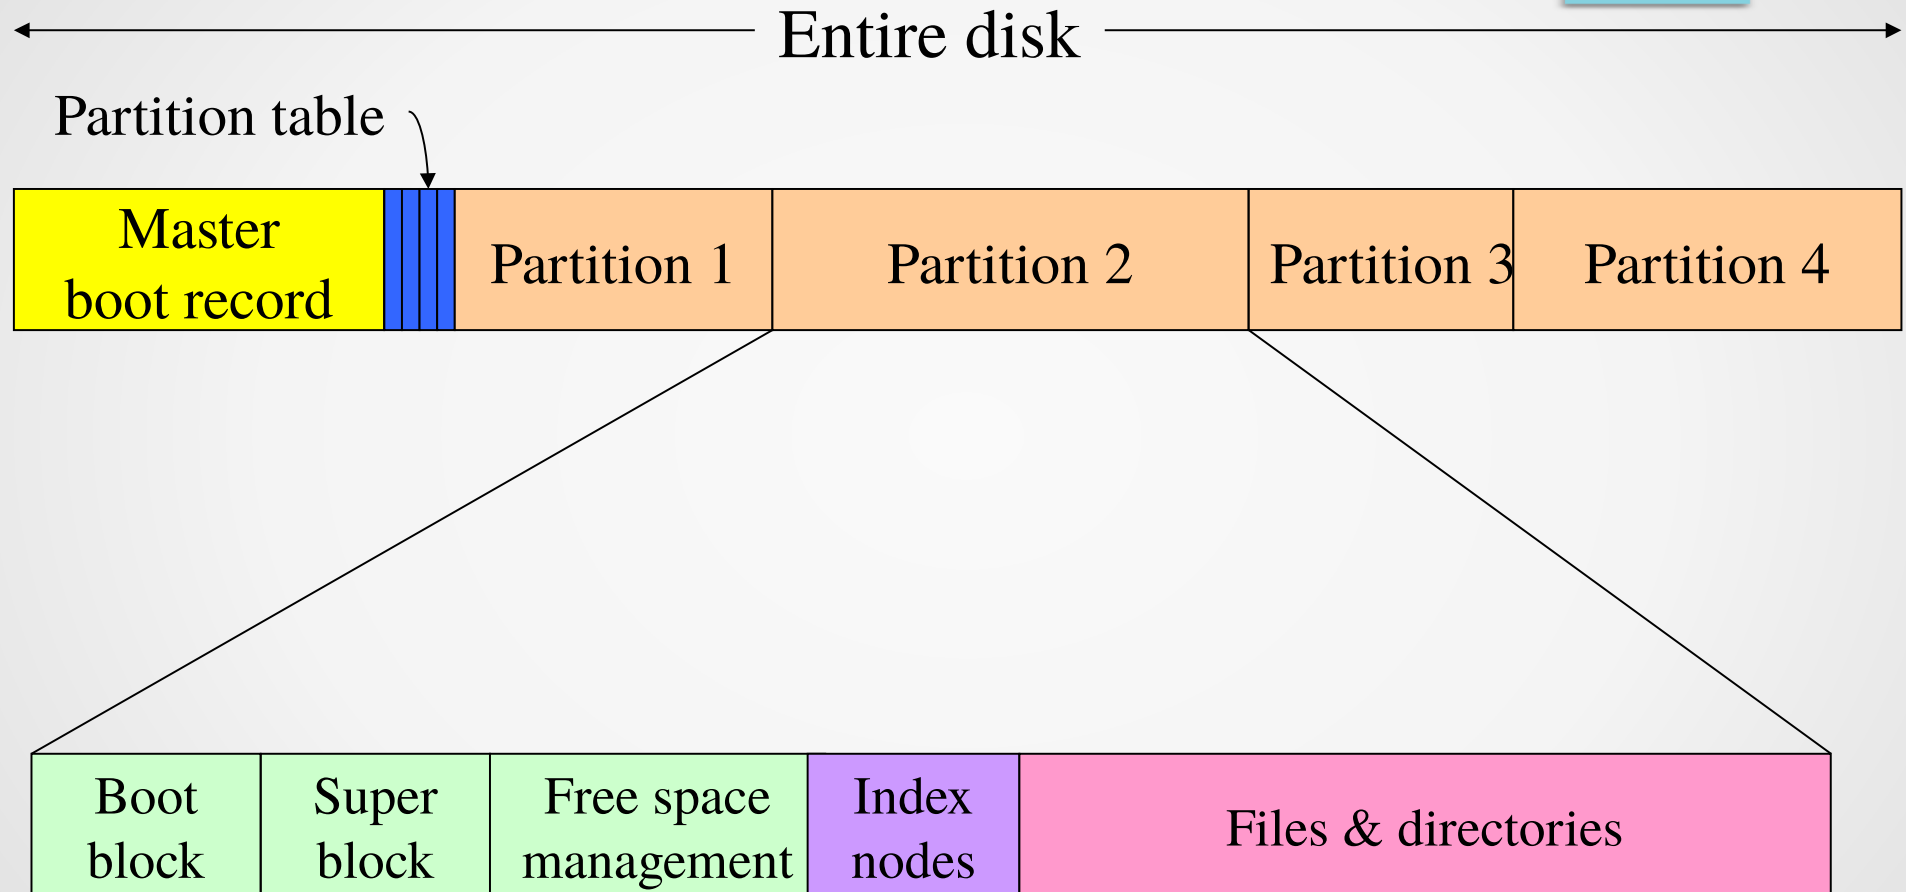 Entire disk
Partition table
Master
boot record
Partition 1
Partition 2
Partition 3
Partition 4
Boot
block
Super
block
Free space
management
Index
nodes
Files & directories